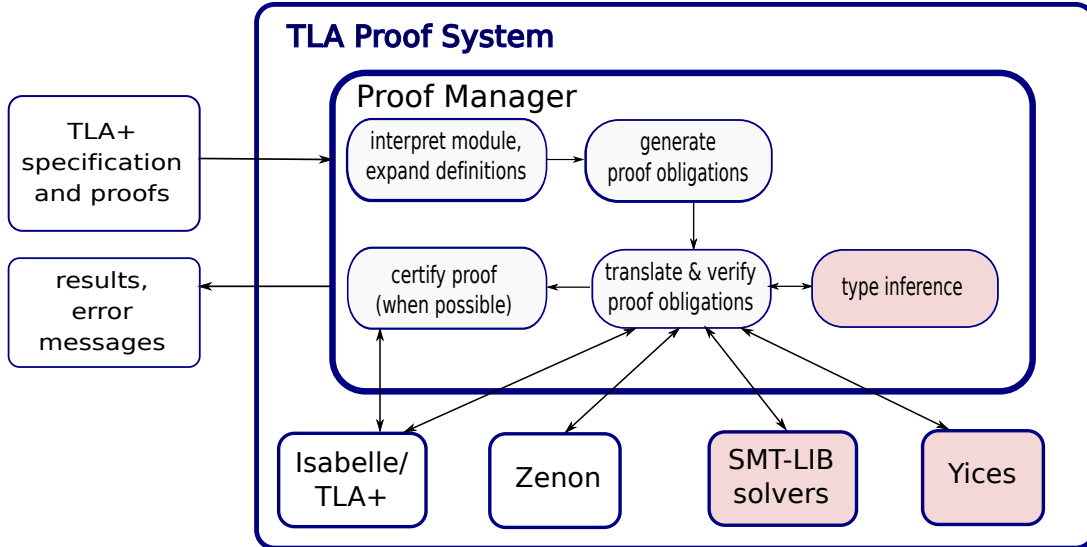 TLA Proof System
Proof Manager
TLA+
specification
and proofs
interpret module,
expand definitions
generate
proof obligations
results,
error
messages
certify proof
(when possible)
translate & verify
proof obligations
type inference
Isabelle/
TLA+
Zenon
SMT-LIB
solvers
Yices